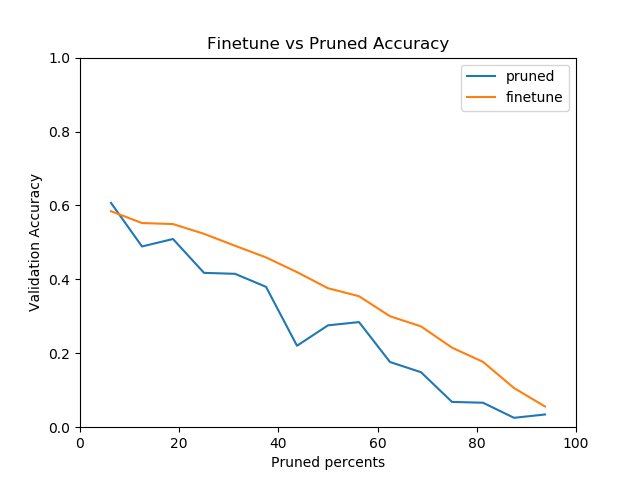 Finetune vs Pruned Accuracy
pruned
finetune
1.0
0.8
0.6
0.4
0.2
0.0
Validation Accuracy
0 20 40 60 80 100
Pruned percents